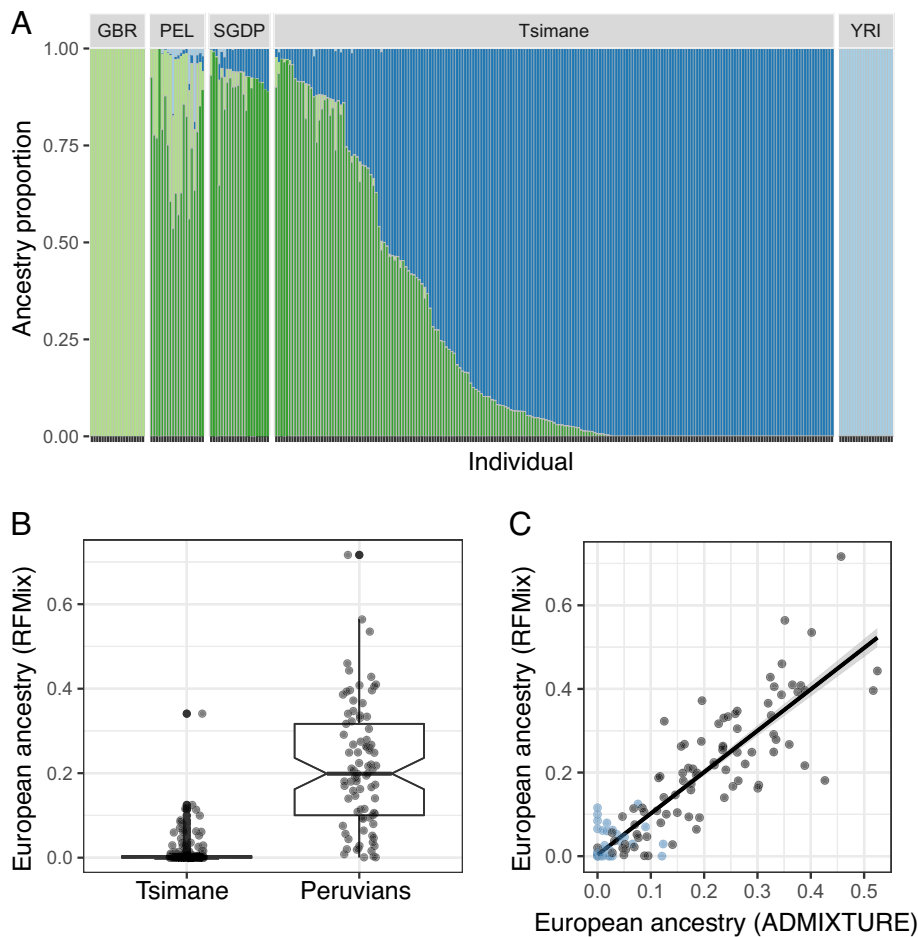 A
GBR PEL SGDP Tsimane YRI
1.00
0.75
0.50
0.25
0.00
Ancestry proportion
Individual
B
0.6
0.4
0.2
0.0
European ancestry (RFMix)
Tsimane Peruvians
C
0.6
0.4
0.2
0.0
European ancestry (RFMix)
0.0 0.1 0.2 0.3 0.4 0.5
European ancestry (ADMIXTURE)